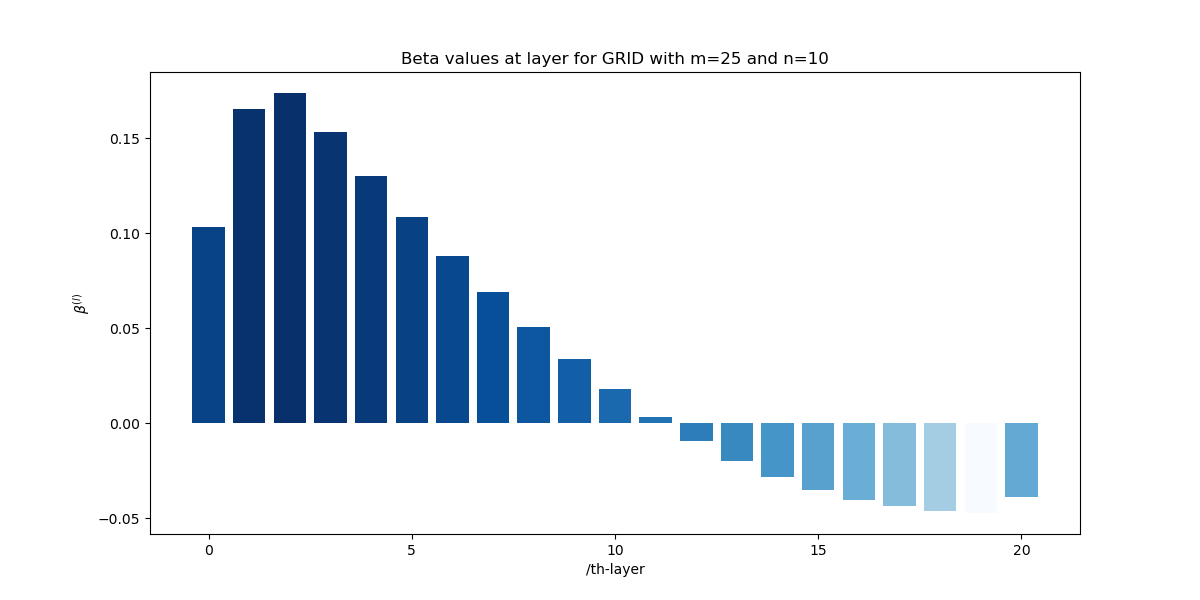 Beta values at layer for GRID with m=25 and n=10
0.15
0.10
0.05
0.00
−0.05
β^(l)
0 5 10 15 20
/th-layer